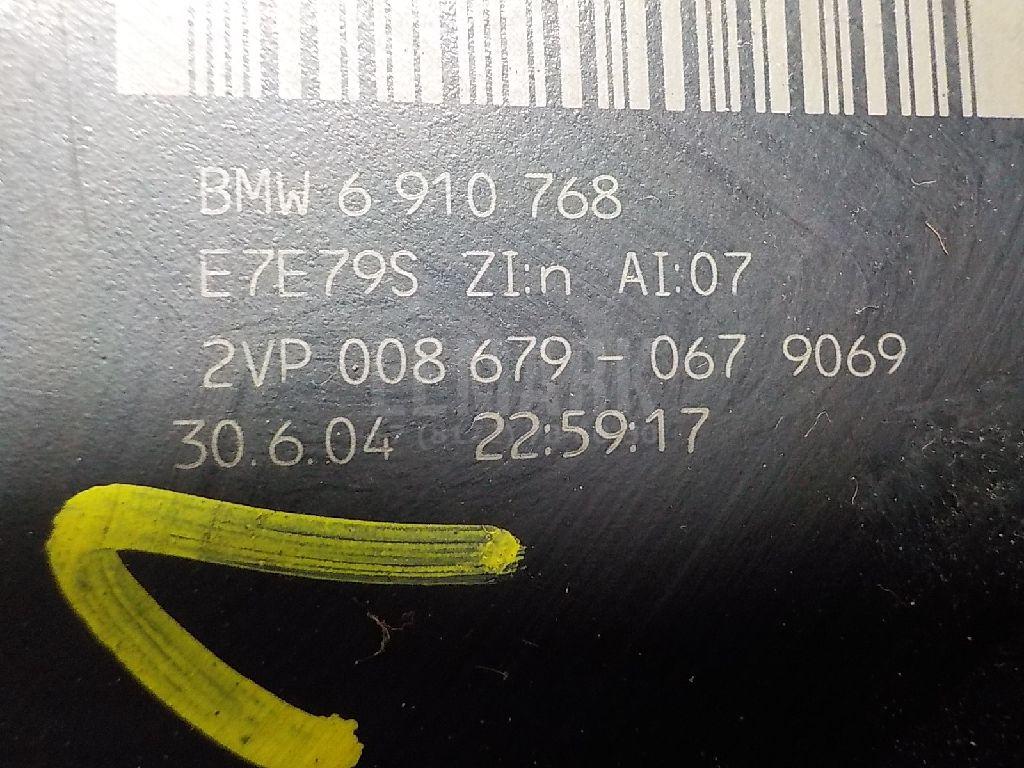 BMW 6 910 768
E7E79S ZI:n AI:07
2VP 008 679 - 067 9069
30.6.04 22:59:17